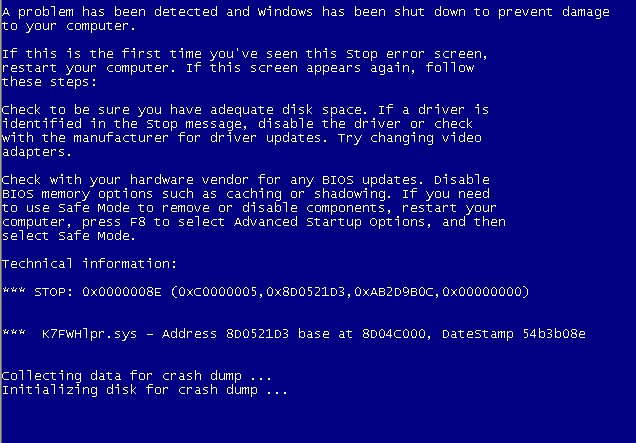 A problem has been detected and Windows has been shut down to prevent damage
to your computer.
If this is the first time you've seen this Stop error screen,
restart your computer. If this screen appears again, follow
these steps:
Check to be sure you have adequate disk space. If a driver is
identified in the Stop message, disable the driver or check
with the manufacturer for driver updates. Try changing video
adapters.
Check with your hardware vendor for any BIOS updates. Disable
BIOS memory options such as caching or shadowing. If you need
to use Safe Mode to remove or disable components, restart your
computer, press F8 to select Advanced Startup Options, and then
select Safe Mode.
Technical information:
*** STOP: 0x0000008E (0xC0000005,0x8D0521D3,0xAB2D9B0C,0x00000000)
***  K7FWHlpr.sys - Address 8D0521D3 base at 8D04C000, DateStamp 54b3b08e
Collecting data for crash dump ...
Initializing disk for crash dump ...